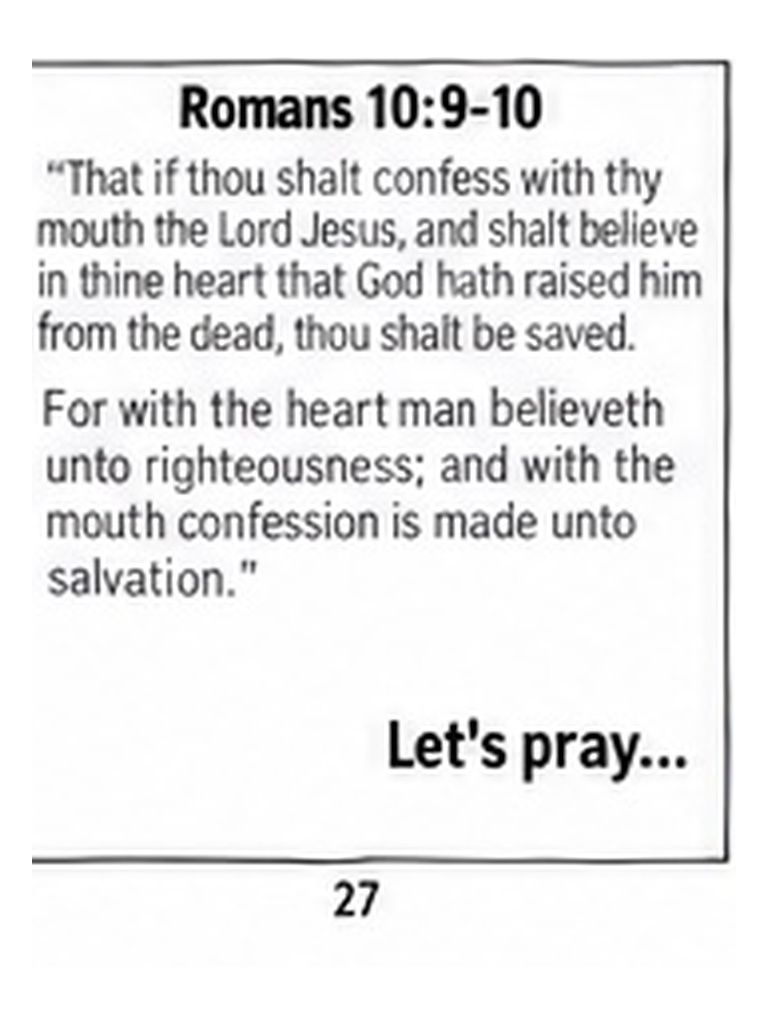 Romans 10:9-10
“That if thou shalt confess with thy
mouth the Lord Jesus, and shalt believe
in thine heart that God hath raised him
from the dead, thou shalt be saved.
For with the heart man believeth
unto righteousness; and with the
mouth confession is made unto
salvation.”
Let's pray...
27